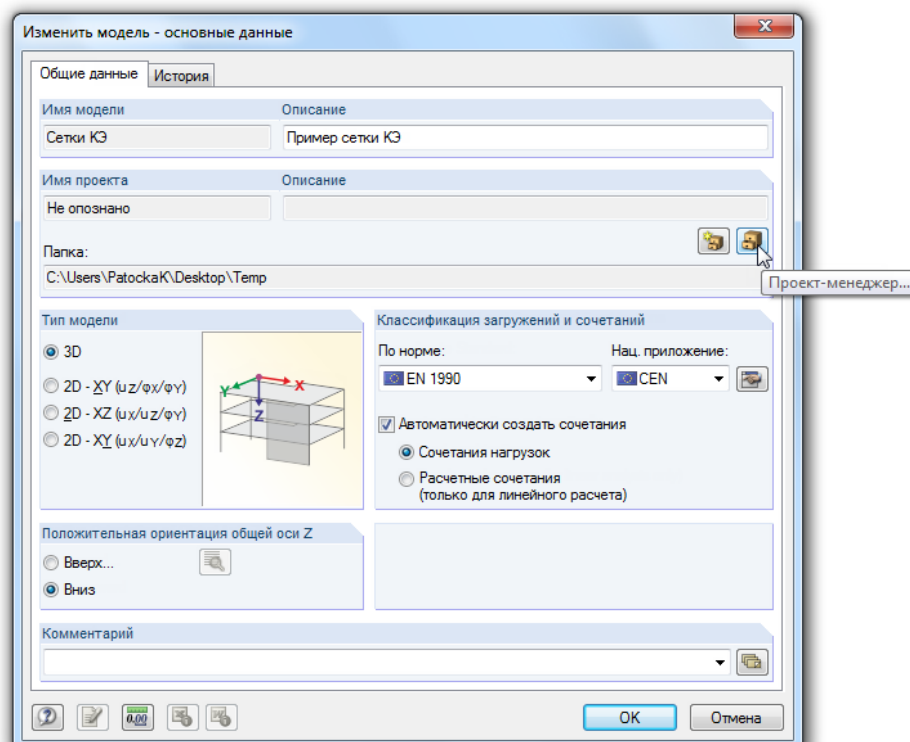 Изменить модель - основные данные
Общие данные
История
Имя модели
Описание
Сетки КЭ
Пример сетки КЭ
Имя проекта
Описание
Не опознано
Папка:
C:\Users\PatockaK\Desktop\Temp
Проект-менеджер...
Тип модели
3D
2D - XY (uZ/φX/φY)
2D - XZ (uX/uZ/φY)
2D - XY (uX/uY/φZ)
Y
X
Z
Классификация загружений и сочетаний
По норме:
Нац. приложение:
EN 1990
CEN
Автоматически создать сочетания
Сочетания нагрузок
Расчетные сочетания
(только для линейного расчета)
Положительная ориентация общей оси Z
Вверх...
Вниз
Комментарий
0.00
OK
Отмена